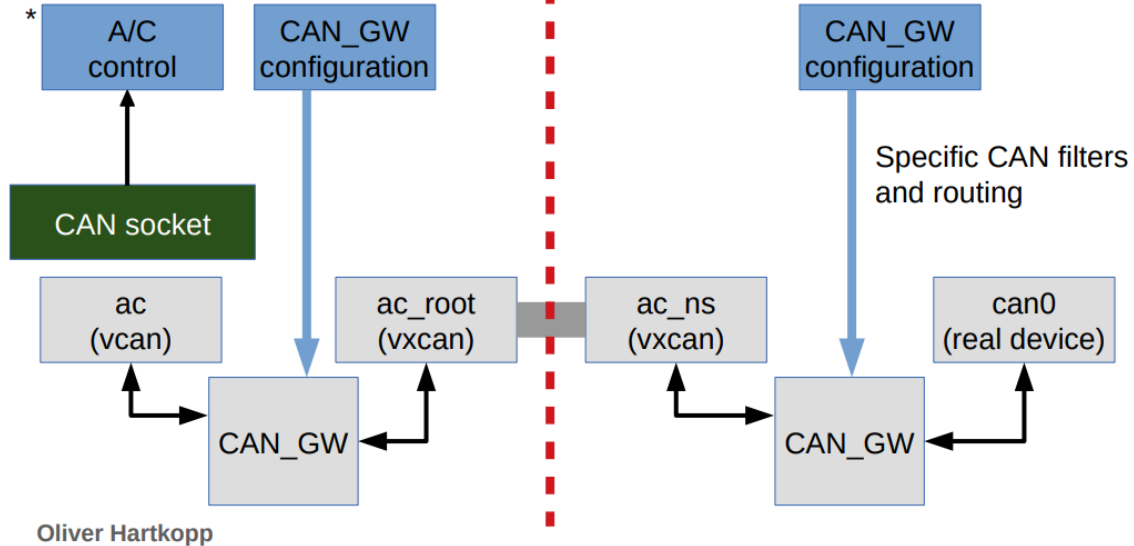 *
A/C
control
CAN_GW
configuration
CAN_GW
configuration
Specific CAN filters
and routing
CAN socket
ac
(vcan)
ac_root
(vxcan)
ac_ns
(vxcan)
can0
(real device)
CAN_GW
CAN_GW
Oliver Hartkopp